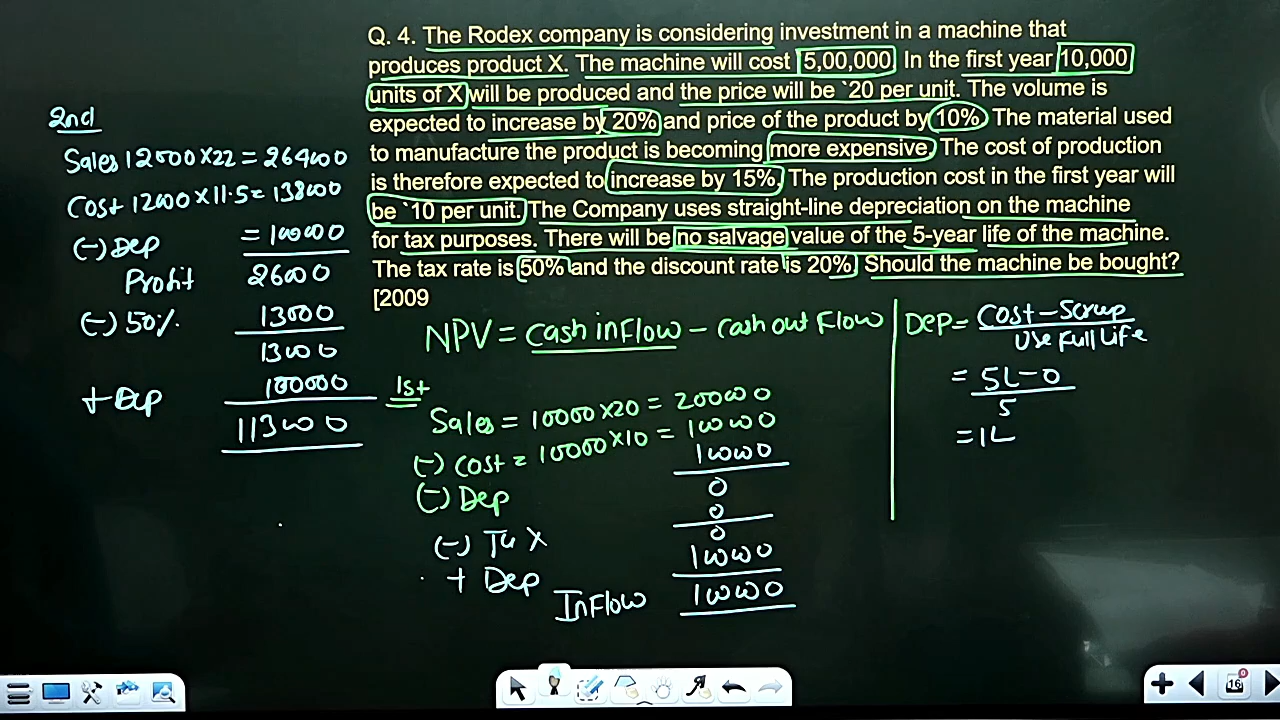 Q. 4. The Rodex company is considering investment in a machine that
produces product X. The machine will cost 5,00,000 In the first year 10,000
units of X will be produced and the price will be `20 per unit. The volume is
expected to increase by 20% and price of the product by 10% The material used
to manufacture the product is becoming more expensive. The cost of production
is therefore expected to increase by 15%. The production cost in the first year will
be `10 per unit. The Company uses straight-line depreciation on the machine
for tax purposes. There will be no salvage value of the 5-year life of the machine.
The tax rate is 50% and the discount rate is 20%. Should the machine be bought?
[2009
2nd
Sales 12000×22 = 264000
Cost 12000×11.5 = 138000
(-) Dep = 100000
Profit 26000
(-) 50% 13000
13000
+ Dep 100000
113000
NPV = Cash inflow - Cash out Flow
1st
Sales = 10000×20 = 200000
(-) Cost = 10000×10 = 100000
100000
(-) Dep 0
0
(-) Tax 0
+ Dep 100000
InFlow 100000
Dep = Cost - Scrap
Use Full Life
= 5L - 0
5
= 1L
16